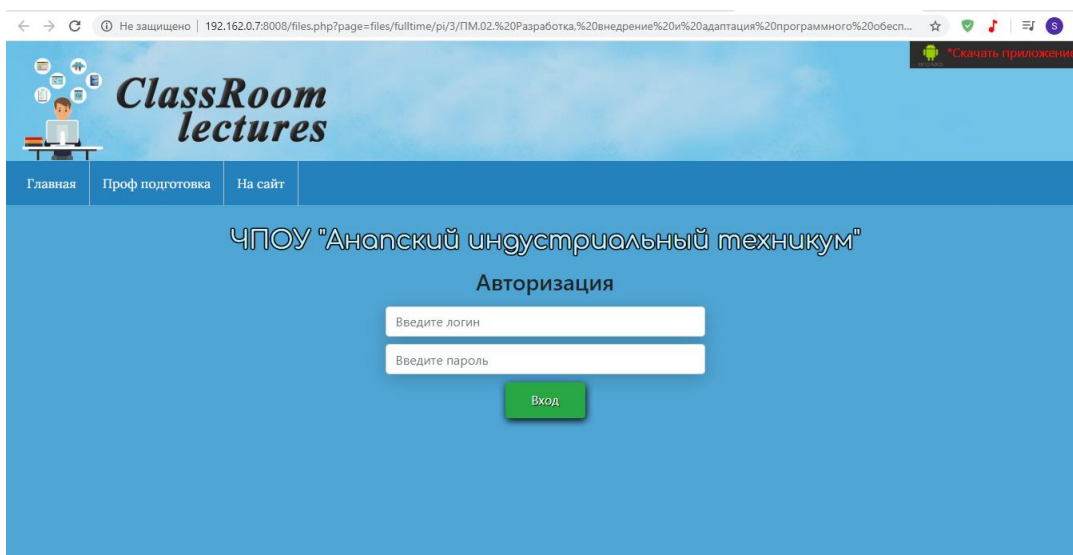 Не защищено | 192.162.0.7:8008/files.php?page=files/fulltime/pi/3/ПМ.02.%20Разработка,%20внедрение%20и%20адаптация%20программного%20обесп...
S
*Скачать приложение
ClassRoom
lectures
Главная
Проф подготовка
На сайт
ЧПОУ "Анапский индустриальный техникум"
Авторизация
Введите логин
Введите пароль
Вход